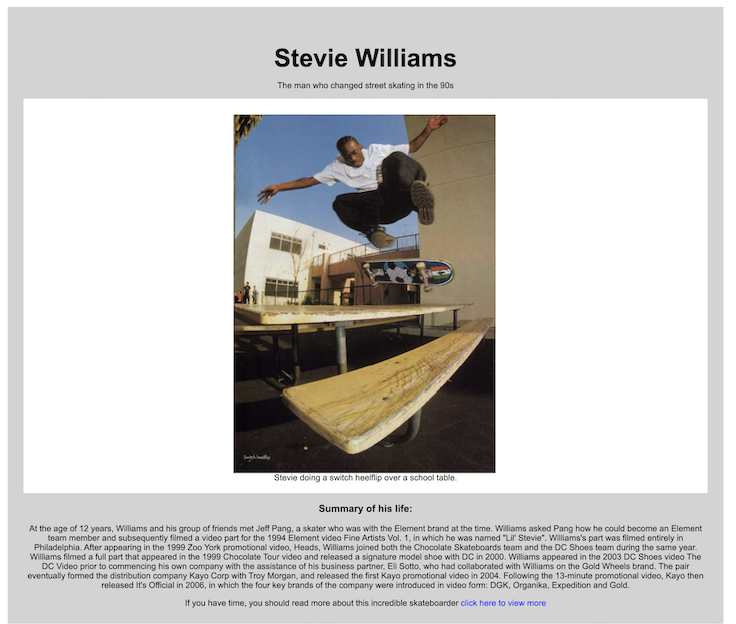 Stevie Williams
The man who changed street skating in the 90s
Switch heelflip
Stevie doing a switch heelflip over a school table.
Summary of his life:
At the age of 12 years, Williams and his group of friends met Jeff Pang, a skater who was with the Element brand at the time. Williams asked Pang how he could become an Element
team member and subsequently filmed a video part for the 1994 Element video Fine Artists Vol. 1, in which he was named "Lil' Stevie". Williams's part was filmed entirely in
Philadelphia. After appearing in the 1999 Zoo York promotional video, Heads, Williams joined both the Chocolate Skateboards team and the DC Shoes team during the same year.
Williams filmed a full part that appeared in the 1999 Chocolate Tour video and released a signature model shoe with DC in 2000. Williams appeared in the 2003 DC Shoes video The
DC Video prior to commencing his own company with the assistance of his business partner, Eli Sotto, who had collaborated with Williams on the Gold Wheels brand. The pair
eventually formed the distribution company Kayo Corp with Troy Morgan, and released the first Kayo promotional video in 2004. Following the 13-minute promotional video, Kayo then
released It's Official in 2006, in which the four key brands of the company were introduced in video form: DGK, Organika, Expedition and Gold.
If you have time, you should read more about this incredible skateboarder click here to view more